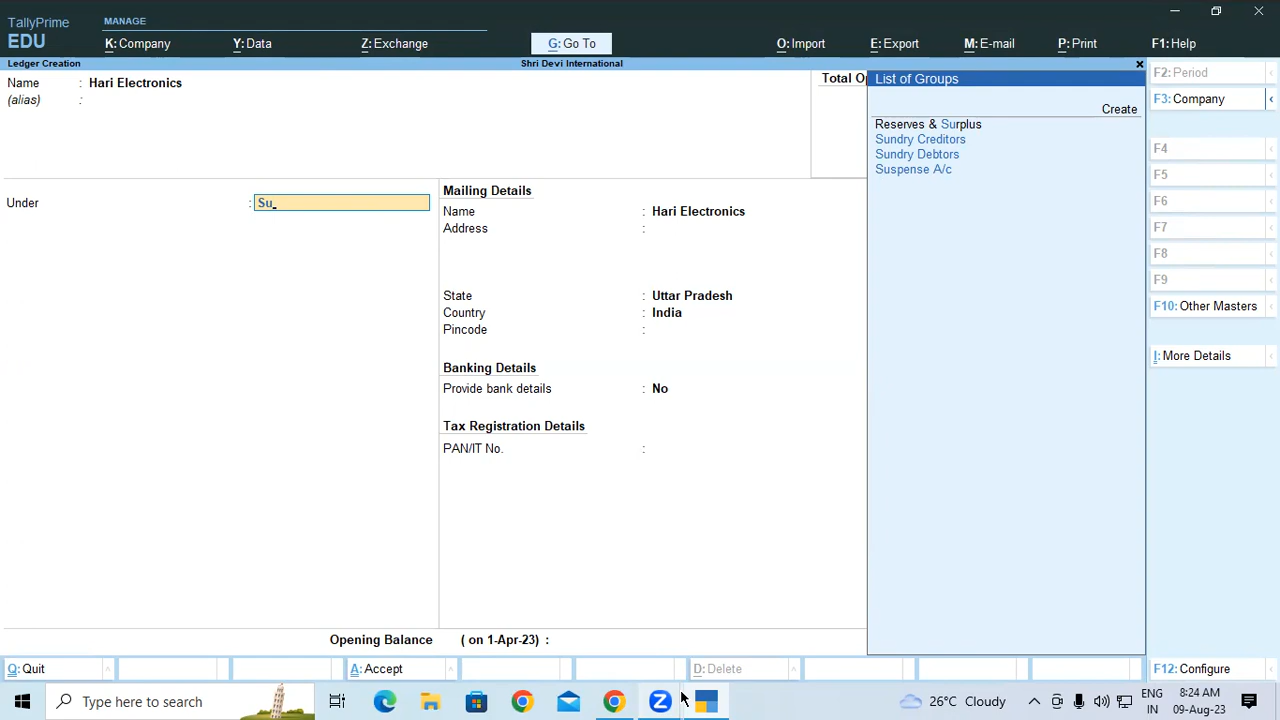 TallyPrime
EDU
MANAGE
K: Company
Y: Data
Z: Exchange
G: Go To
O: Import
E: Export
M: E-mail
P: Print
F1: Help
Ledger Creation
Shri Devi International
Name : Hari Electronics
(alias) :
Total Op
Under : Su
Mailing Details
Name : Hari Electronics
Address :
State : Uttar Pradesh
Country : India
Pincode :
Banking Details
Provide bank details : No
Tax Registration Details
PAN/IT No. :
Opening Balance ( on 1-Apr-23) :
List of Groups
Create
Reserves & Surplus
Sundry Creditors
Sundry Debtors
Suspense A/c
F2: Period
F3: Company
F4
F5
F6
F7
F8
F9
F10: Other Masters
I: More Details
Q: Quit
A: Accept
D: Delete
F12: Configure
Type here to search
26°C Cloudy
ENG
IN
8:24 AM
09-Aug-23